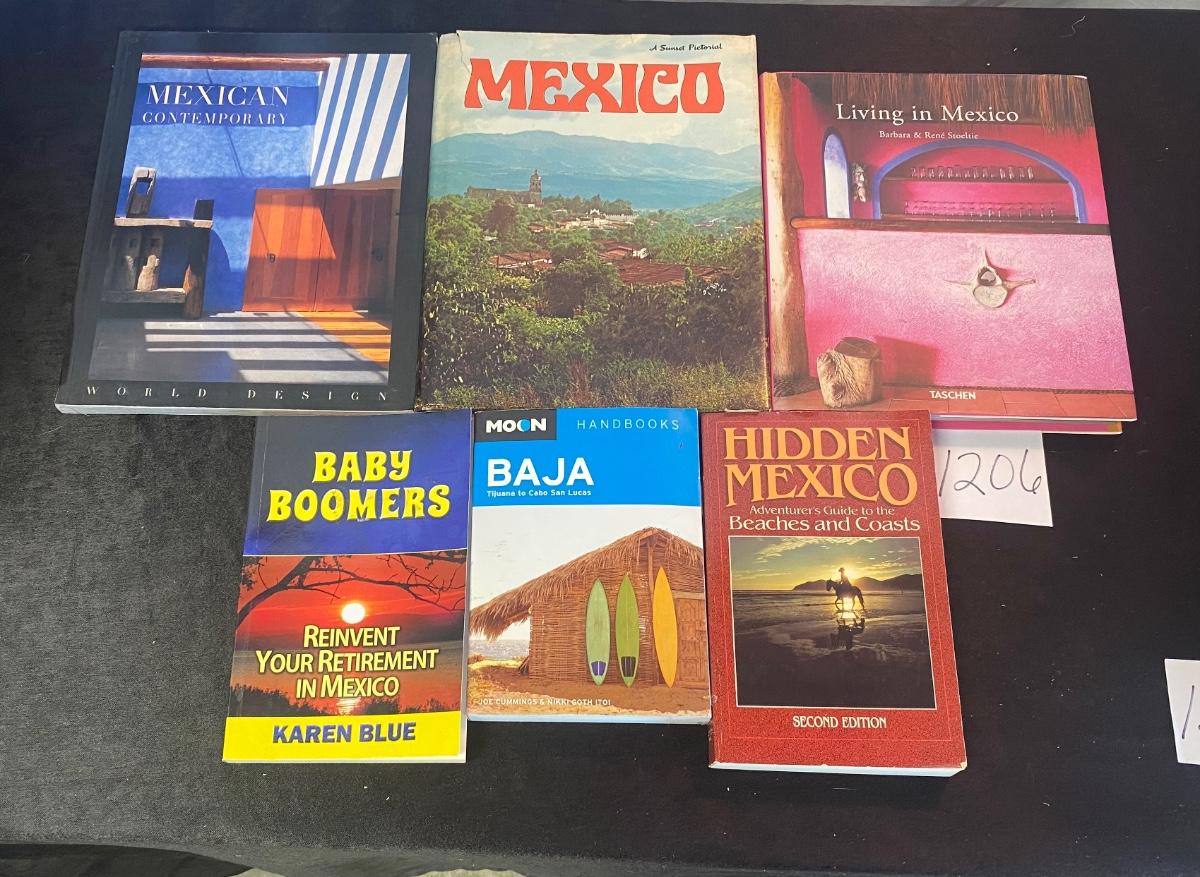 MEXICAN
CONTEMPORARY
WORLD DESIGN
A Sunset Pictorial
MEXICO
Living in Mexico
Barbara & René Stoeltie
TASCHEN
BABY
BOOMERS
REINVENT
YOUR RETIREMENT
IN MEXICO
KAREN BLUE
MOON HANDBOOKS
BAJA
Tijuana to Cabo San Lucas
JOE CUMMINGS & NIKKI GOTH ITOI
HIDDEN
MEXICO
Adventurer's Guide to the
Beaches and Coasts
SECOND EDITION
1206